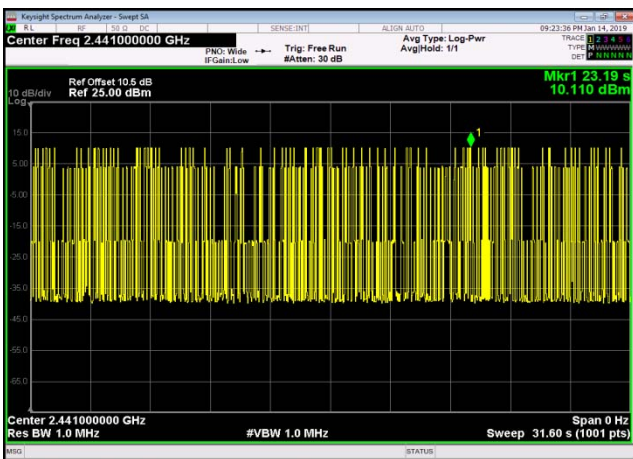 Keysight Spectrum Analyzer - Swept SA
RL RF 50 Ω DC SENSE:INT ALIGN AUTO 09:23:36 PM Jan 14, 2019
Center Freq 2.441000000 GHz
PNO: Wide
IFGain:Low
Trig: Free Run
#Atten: 30 dB
Avg Type: Log-Pwr
Avg|Hold: 1/1
TRACE 1 2 3 4 5 6
TYPE M WWWWW
DET P N N N N N
Mkr1 23.19 s
10.110 dBm
Ref Offset 10.5 dB
10 dB/div Ref 25.00 dBm
Log
1
15.0
5.00
-5.00
-15.0
-25.0
-35.0
-45.0
-55.0
-65.0
Center 2.441000000 GHz Span 0 Hz
Res BW 1.0 MHz #VBW 1.0 MHz Sweep 31.60 s (1001 pts)
MSG STATUS